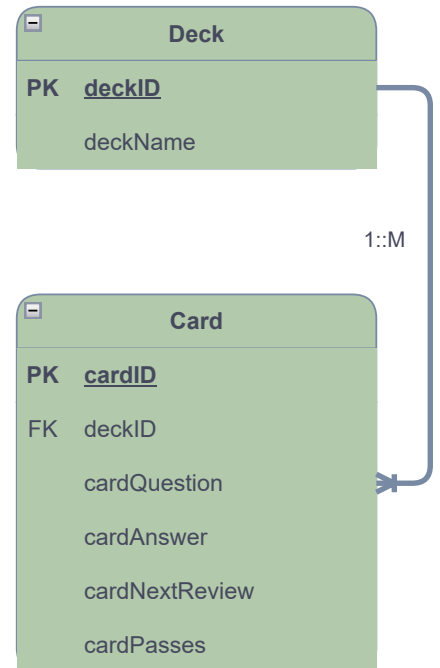 Deck
PK deckID
deckName
1::M
Card
PK cardID
FK deckID
cardQuestion
cardAnswer
cardNextReview
cardPasses